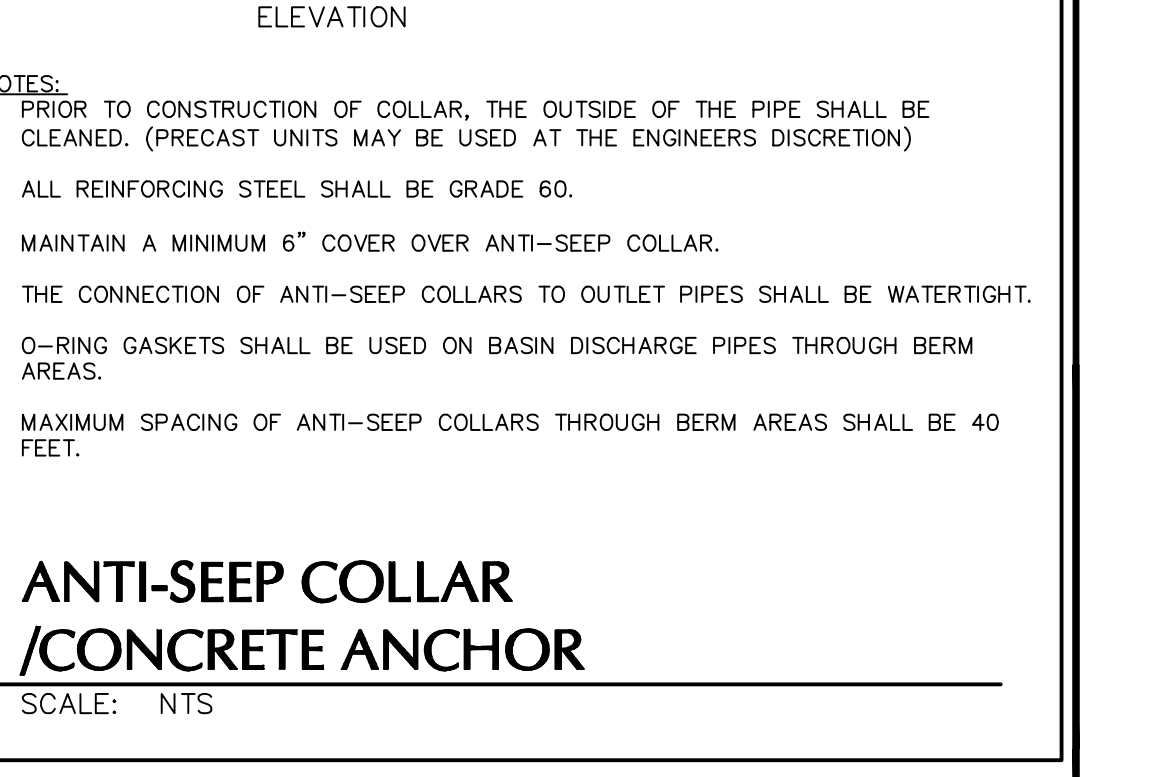 ELEVATION
OTES:
PRIOR TO CONSTRUCTION OF COLLAR, THE OUTSIDE OF THE PIPE SHALL BE
CLEANED. (PRECAST UNITS MAY BE USED AT THE ENGINEERS DISCRETION)
ALL REINFORCING STEEL SHALL BE GRADE 60.
MAINTAIN A MINIMUM 6” COVER OVER ANTI–SEEP COLLAR.
THE CONNECTION OF ANTI–SEEP COLLARS TO OUTLET PIPES SHALL BE WATERTIGHT.
O–RING GASKETS SHALL BE USED ON BASIN DISCHARGE PIPES THROUGH BERM
AREAS.
MAXIMUM SPACING OF ANTI–SEEP COLLARS THROUGH BERM AREAS SHALL BE 40
FEET.
ANTI-SEEP COLLAR
/CONCRETE ANCHOR
SCALE: NTS